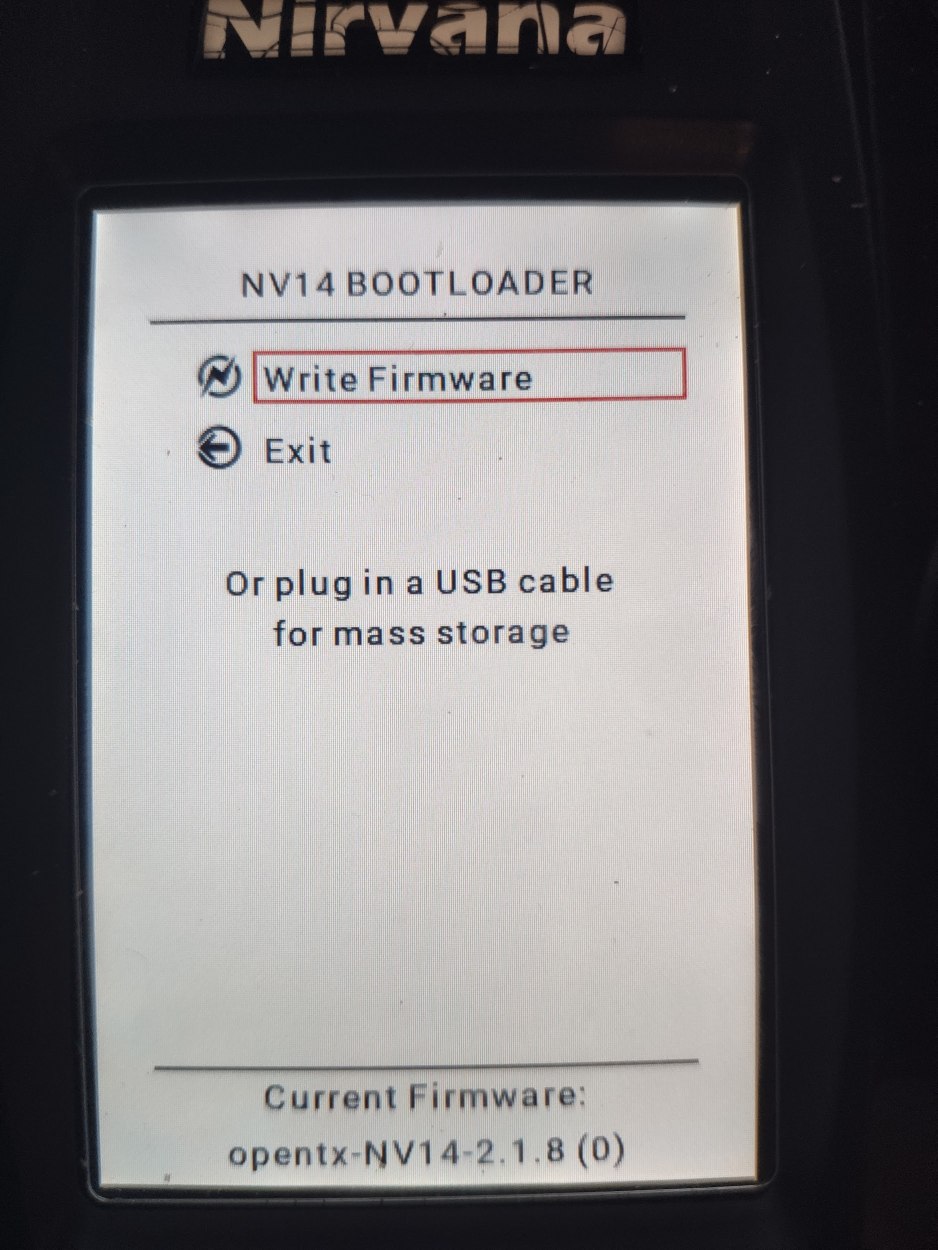 Nirvana
NV14 BOOTLOADER
Write Firmware
Exit
Or plug in a USB cable
for mass storage
Current Firmware:
opentx-NV14-2.1.8 (0)